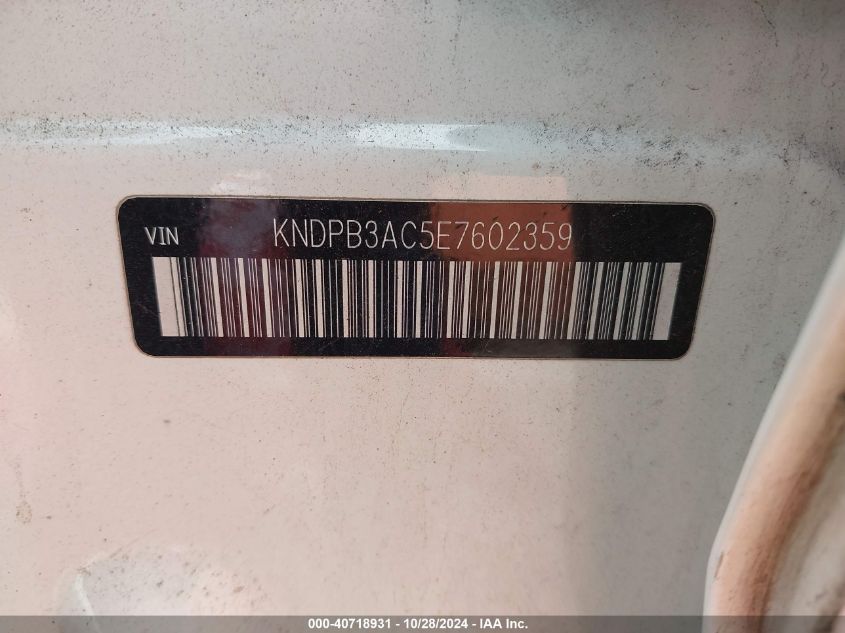 VIN KNDPB3AC5E7602359
000-40718931 - 10/28/2024 - IAA Inc.